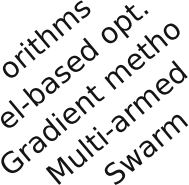 orithms
el-based opt.
Gradient metho
Multi-armed
Swarm